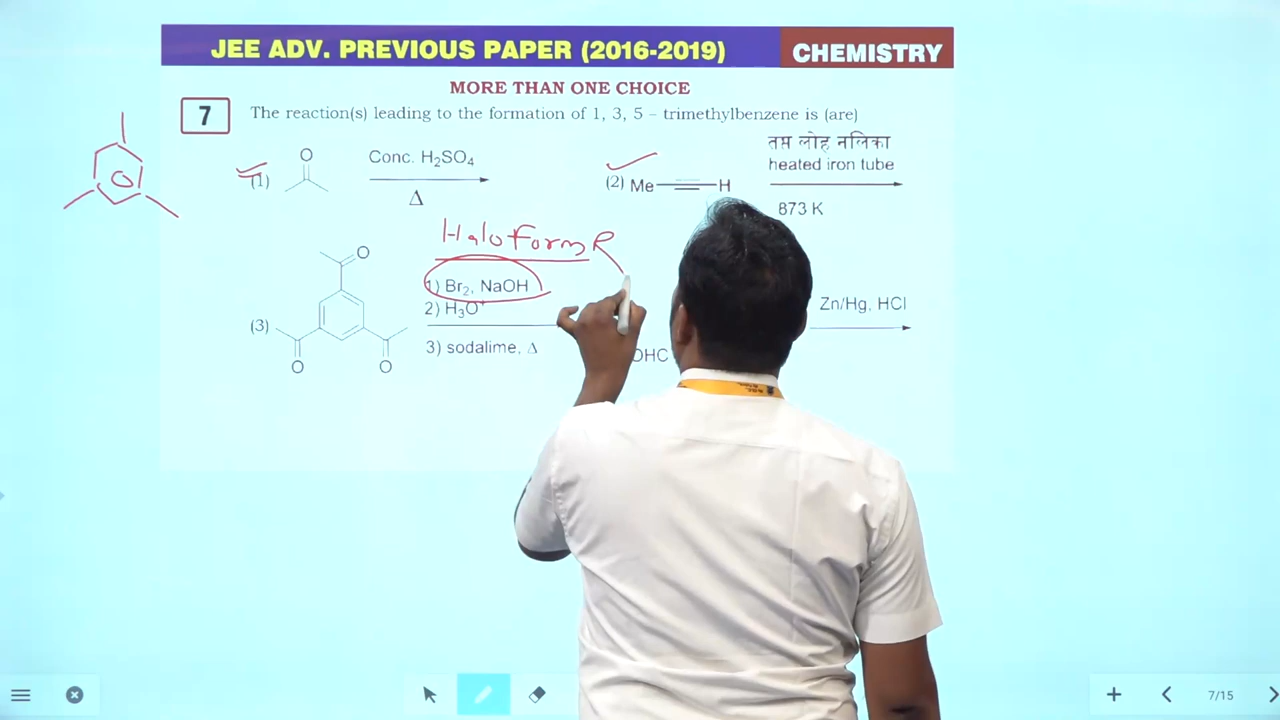 JEE ADV. PREVIOUS PAPER (2016-2019) CHEMISTRY
MORE THAN ONE CHOICE
7 The reaction(s) leading to the formation of 1, 3, 5 – trimethylbenzene is (are)
(1) O Conc. H₂SO₄ Δ
(2) Me H तप्त लोह नलिका
heated iron tube
873 K
Haloform R
(3) O O O 1) Br₂, NaOH
2) H₃O⁺
3) sodalime, Δ
OHC Zn/Hg, HCl
7/15